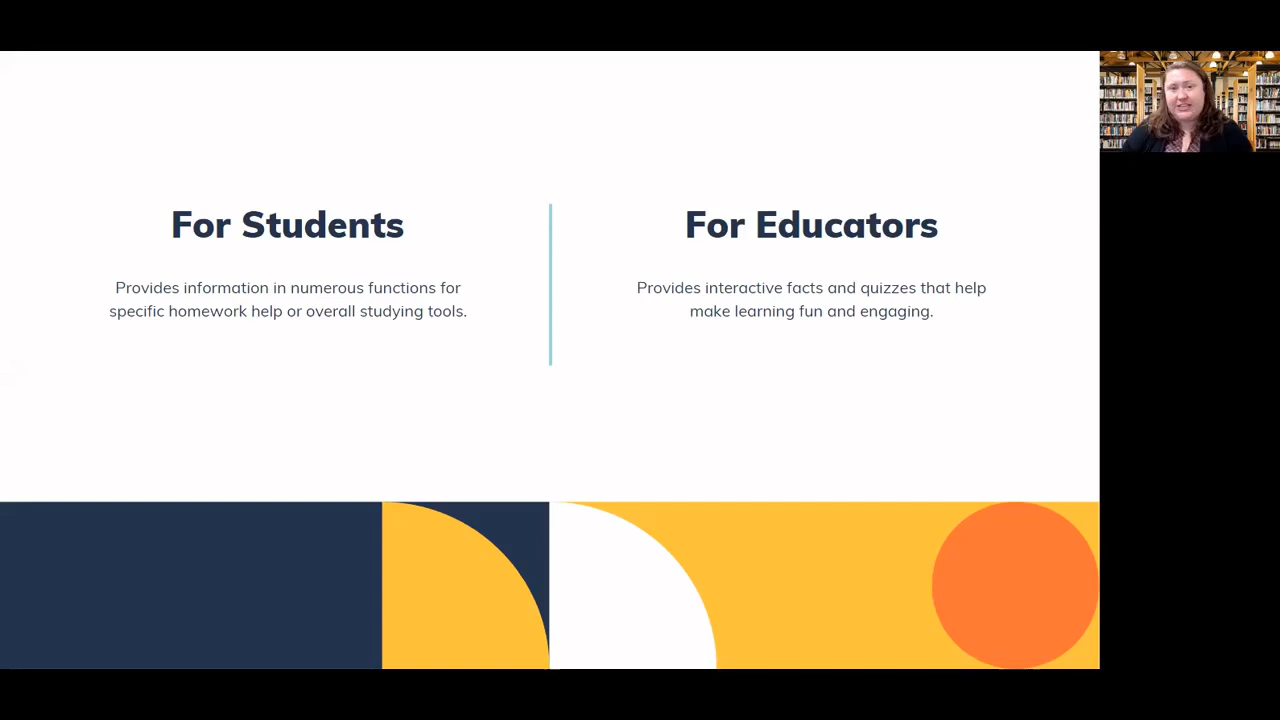 For Students
Provides information in numerous functions for
specific homework help or overall studying tools.
For Educators
Provides interactive facts and quizzes that help
make learning fun and engaging.